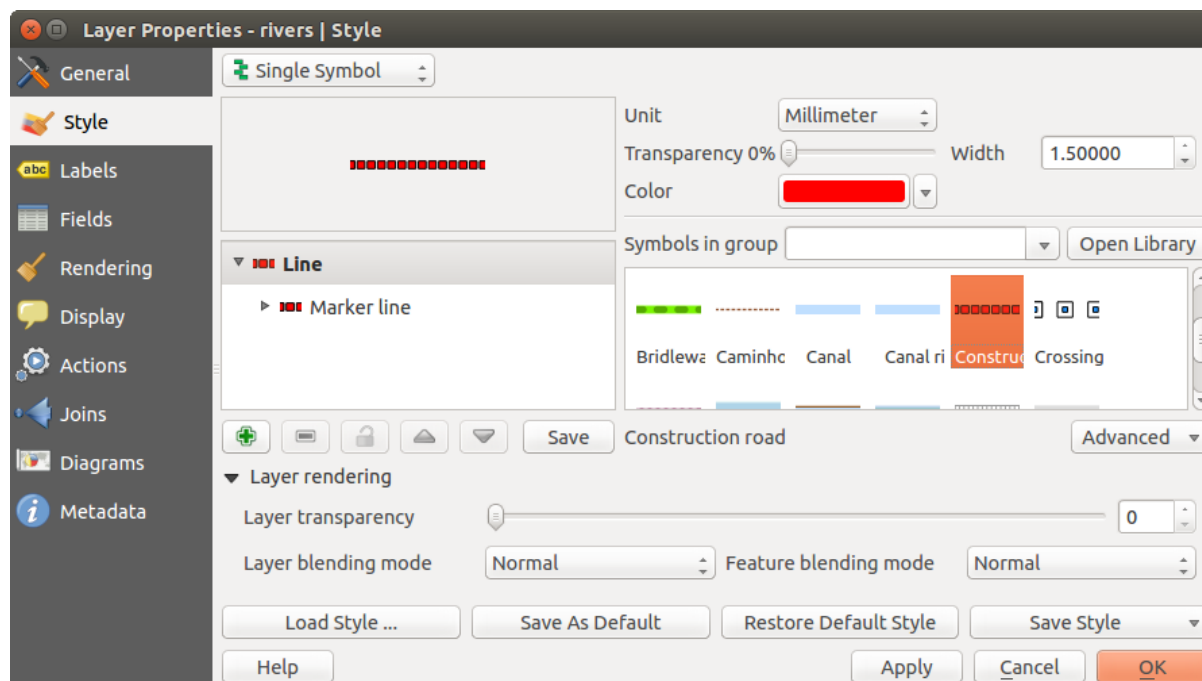 Layer Properties - rivers | Style
General
Style
abc Labels
Fields
Rendering
Display
Actions
Joins
Diagrams
Metadata
Single Symbol
Unit Millimeter
Transparency 0% Width 1.50000
Color
Line
Marker line
Symbols in group Open Library
Bridlewa Caminho Canal Canal ri Construc Crossing
Save Construction road Advanced
Layer rendering
Layer transparency 0
Layer blending mode Normal Feature blending mode Normal
Load Style ... Save As Default Restore Default Style Save Style
Help Apply Cancel OK